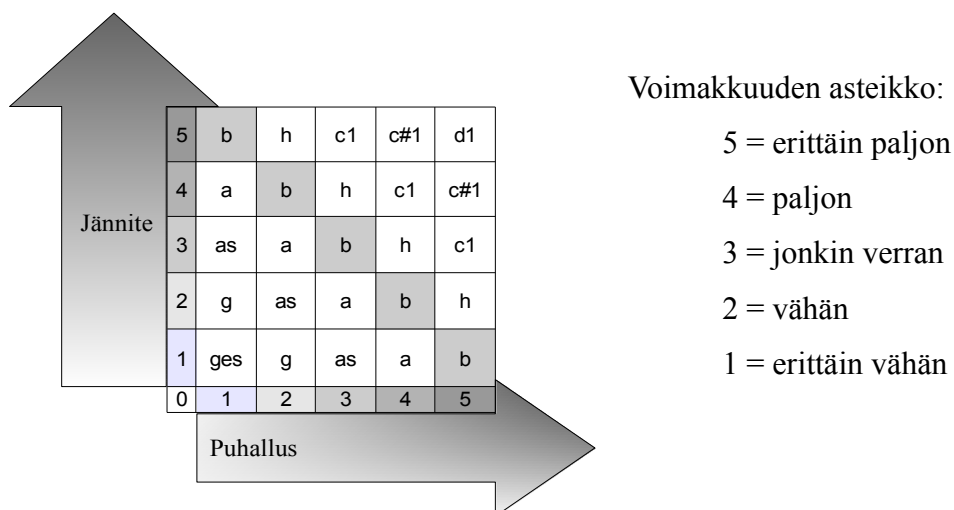 Voimakkuuden asteikko:
5 = erittäin paljon
4 = paljon
3 = jonkin verran
2 = vähän
1 = erittäin vähän
Jännite
5 b h c1 c#1 d1
4 a b h c1 c#1
3 as a b h c1
2 g as a b h
1 ges g as a b
0 1 2 3 4 5
Puhallus